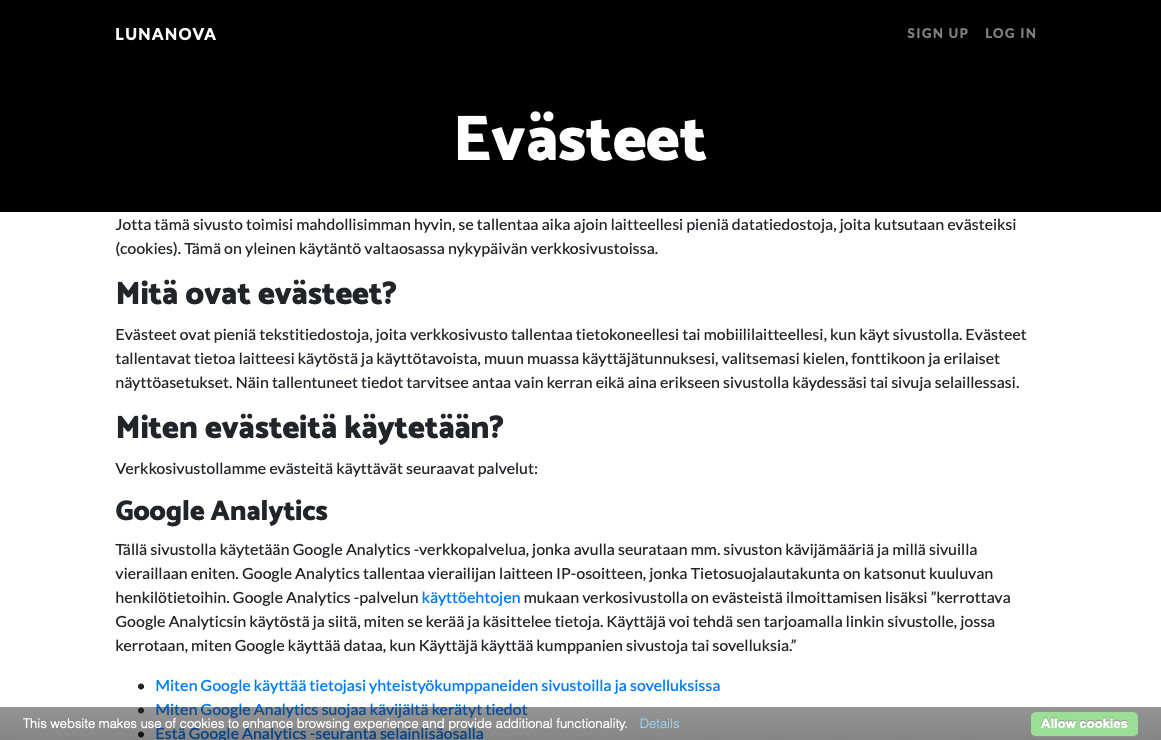 LUNANOVA
SIGN UP LOG IN
Evästeet
Jotta tämä sivusto toimisi mahdollisimman hyvin, se tallentaa aika ajoin laitteellesi pieniä datatiedostoja, joita kutsutaan evästeiksi
(cookies). Tämä on yleinen käytäntö valtaosassa nykypäivän verkkosivustoissa.
Mitä ovat evästeet?
Evästeet ovat pieniä tekstitiedostoja, joita verkkosivusto tallentaa tietokoneellesi tai mobiililaitteellesi, kun käyt sivustolla. Evästeet
tallentavat tietoa laitteesi käytöstä ja käyttötavoista, muun muassa käyttäjätunnuksesi, valitsemasi kielen, fonttikoon ja erilaiset
näyttöasetukset. Näin tallentuneet tiedot tarvitsee antaa vain kerran eikä aina erikseen sivustolla käydessäsi tai sivuja selaillessasi.
Miten evästeitä käytetään?
Verkkosivustollamme evästeitä käyttävät seuraavat palvelut:
Google Analytics
Tällä sivustolla käytetään Google Analytics -verkkopalvelua, jonka avulla seurataan mm. sivuston kävijämääriä ja millä sivuilla
vieraillaan eniten. Google Analytics tallentaa vierailijan laitteen IP-osoitteen, jonka Tietosuojalautakunta on katsonut kuuluvan
henkilötietoihin. Google Analytics -palvelun käyttöehtojen mukaan verkosivustolla on evästeistä ilmoittamisen lisäksi ”kerrottava
Google Analyticsin käytöstä ja siitä, miten se kerää ja käsittelee tietoja. Käyttäjä voi tehdä sen tarjoamalla linkin sivustolle, jossa
kerrotaan, miten Google käyttää dataa, kun Käyttäjä käyttää kumppanien sivustoja tai sovelluksia.”
• Miten Google käyttää tietojasi yhteistyökumppaneiden sivustoilla ja sovelluksissa
• Miten Google Analytics suojaa kävijältä kerätyt tiedot
This website makes use of cookies to enhance browsing experience and provide additional functionality. Details Allow cookies
• Estä Google Analytics -seuranta selainlisäosalla